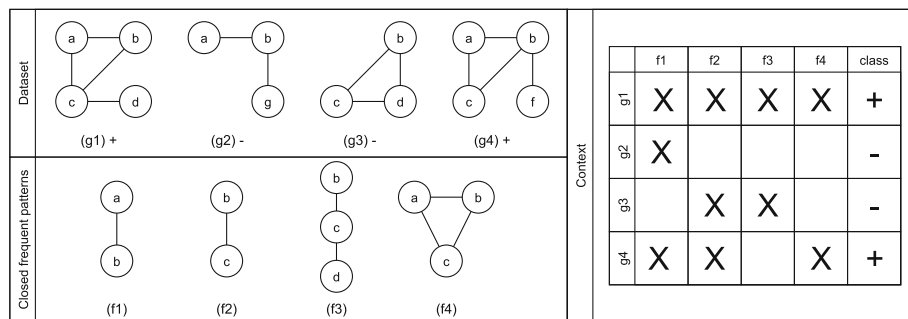 Dataset
a b
c d
(g1) +
a b
g
(g2) -
b
c d
(g3) -
a b
c f
(g4) +
Closed frequent patterns
a
b
(f1)
b
c
(f2)
b
c
d
(f3)
a b
c
(f4)
Context
f1 f2 f3 f4 class
g1 X X X X +
g2 X -
g3 X X -
g4 X X X +